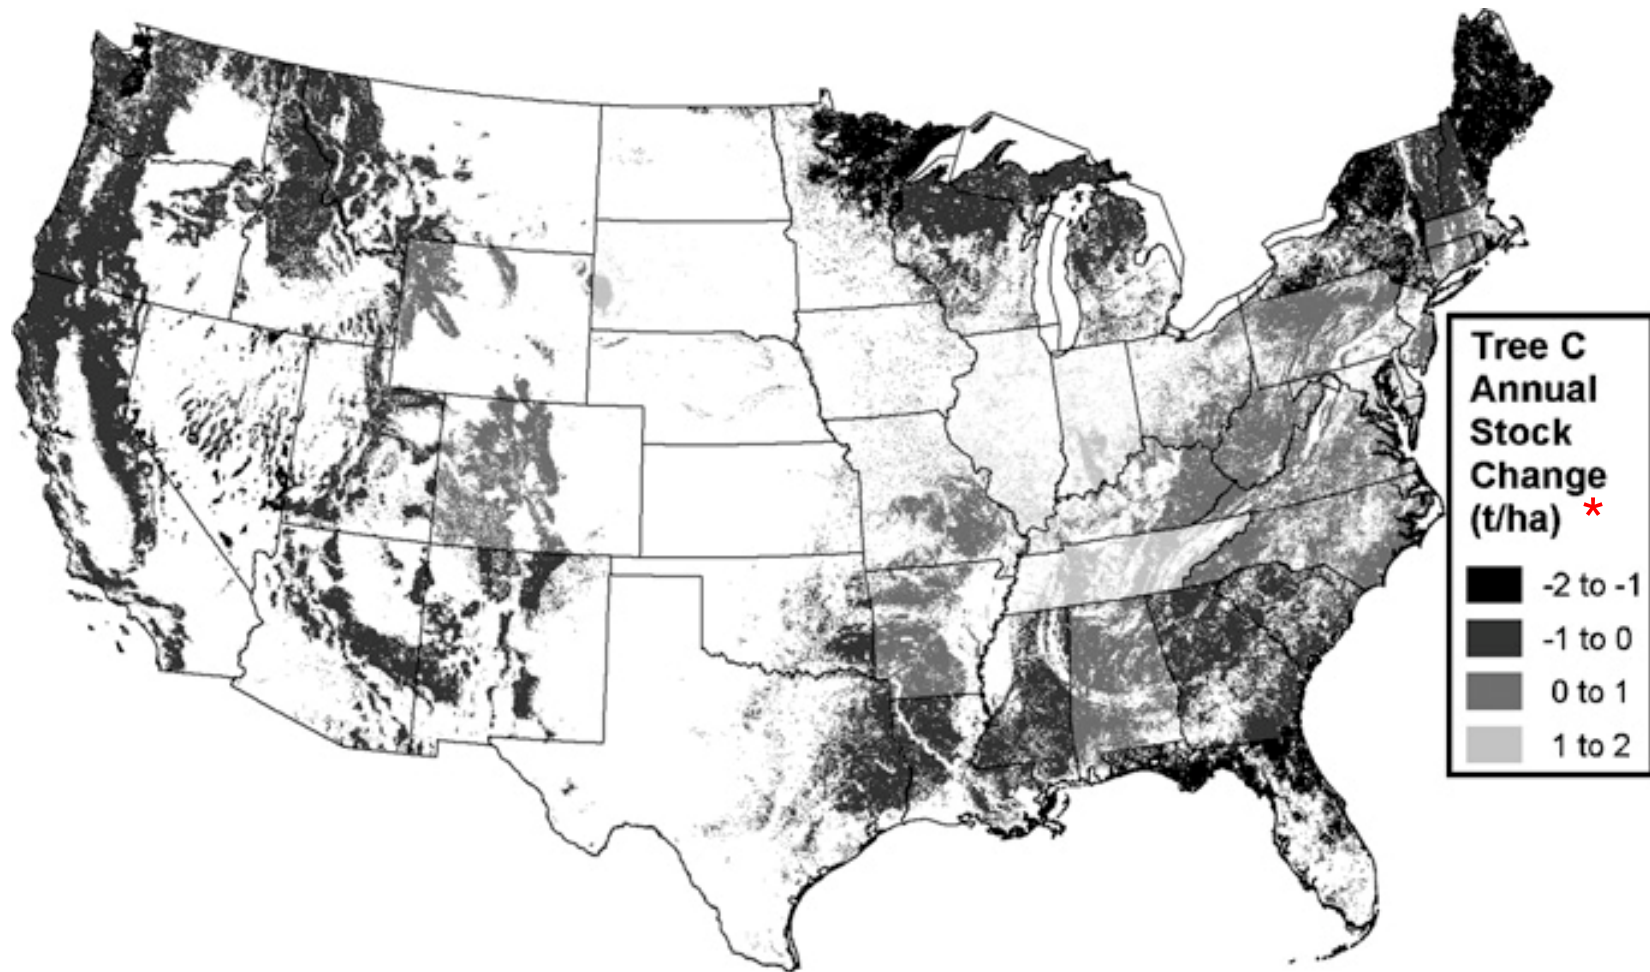 Tree C
Annual
Stock
Change
(t/ha) *
-2 to -1
-1 to 0
0 to 1
1 to 2